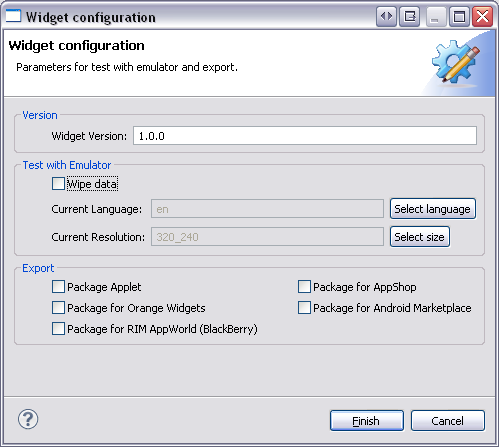 Widget configuration
Widget configuration
Parameters for test with emulator and export.
Version
Widget Version: 1.0.0
Test with Emulator
Wipe data
Current Language: en Select language
Current Resolution: 320_240 Select size
Export
Package Applet Package for AppShop
Package for Orange Widgets Package for Android Marketplace
Package for RIM AppWorld (BlackBerry)
? Finish Cancel